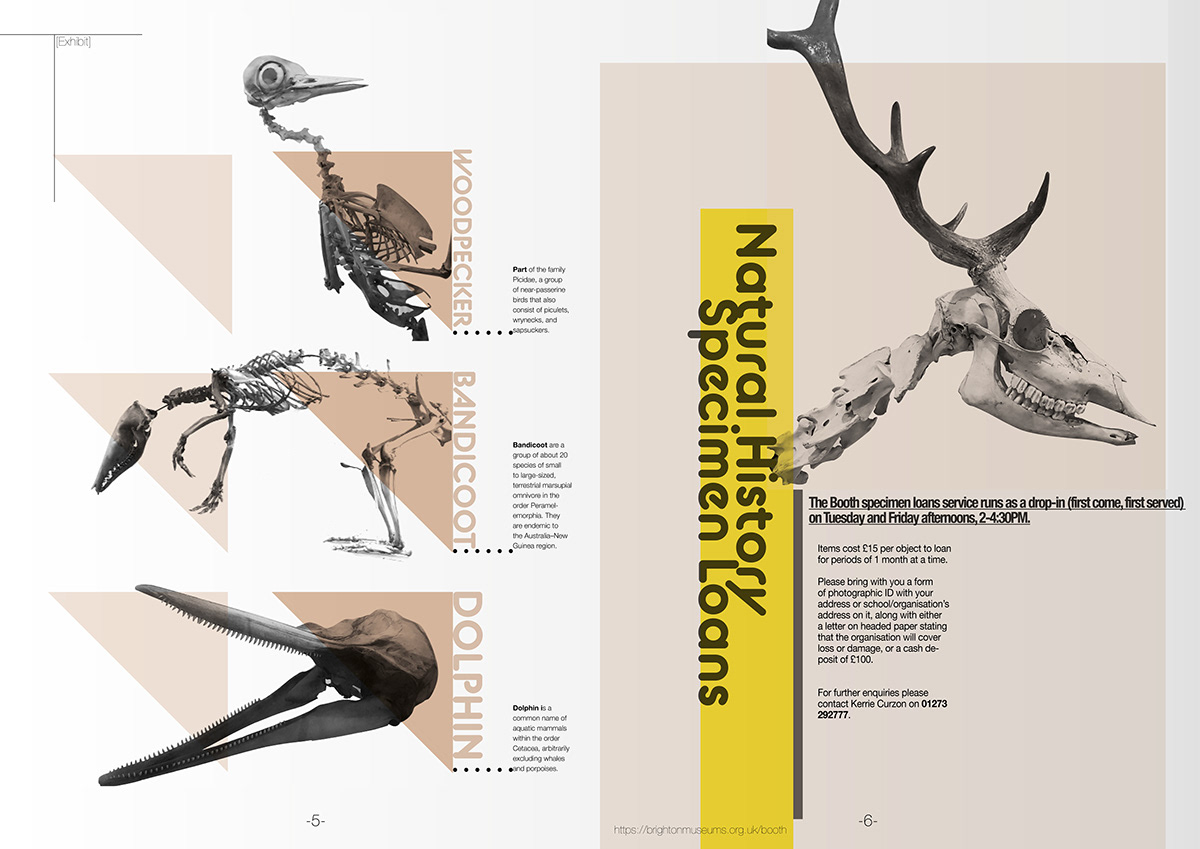 [Exhibit]
WOODPECKER
Part of the family
Picidae, a group
of near-passerine
birds that also
consist of piculets,
wrynecks, and
sapsuckers.
BANDICOOT
Bandicoot are a
group of about 20
species of small
to large-sized,
terrestrial marsupial
omnivore in the
order Peramel-
emorphia. They
are endemic to
the Australia–New
Guinea region.
DOLPHIN
Dolphin is a
common name of
aquatic mammals
within the order
Cetacea, arbitrarily
excluding whales
and porpoises.
-5-
Natural History
Specimen Loans
The Booth specimen loans service runs as a drop-in (first come, first served)
on Tuesday and Friday afternoons, 2-4:30PM.
Items cost £15 per object to loan
for periods of 1 month at a time.
Please bring with you a form
of photographic ID with your
address or school/organisation's
address on it, along with either
a letter on headed paper stating
that the organisation will cover
loss or damage, or a cash de-
posit of £100.
For further enquiries please
contact Kerrie Curzon on 01273
292777.
https://brightonmuseums.org.uk/booth
-6-